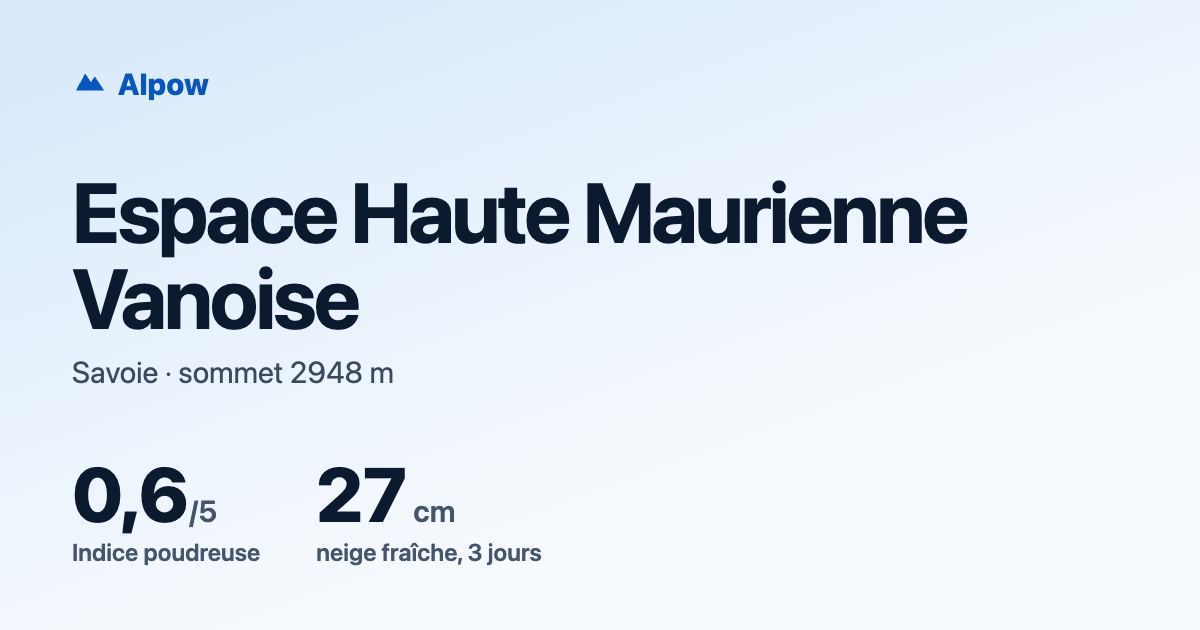 Alpow
Espace Haute Maurienne
Vanoise
Savoie · sommet 2948 m
0,6/5
27 cm
Indice poudreuse
neige fraîche, 3 jours